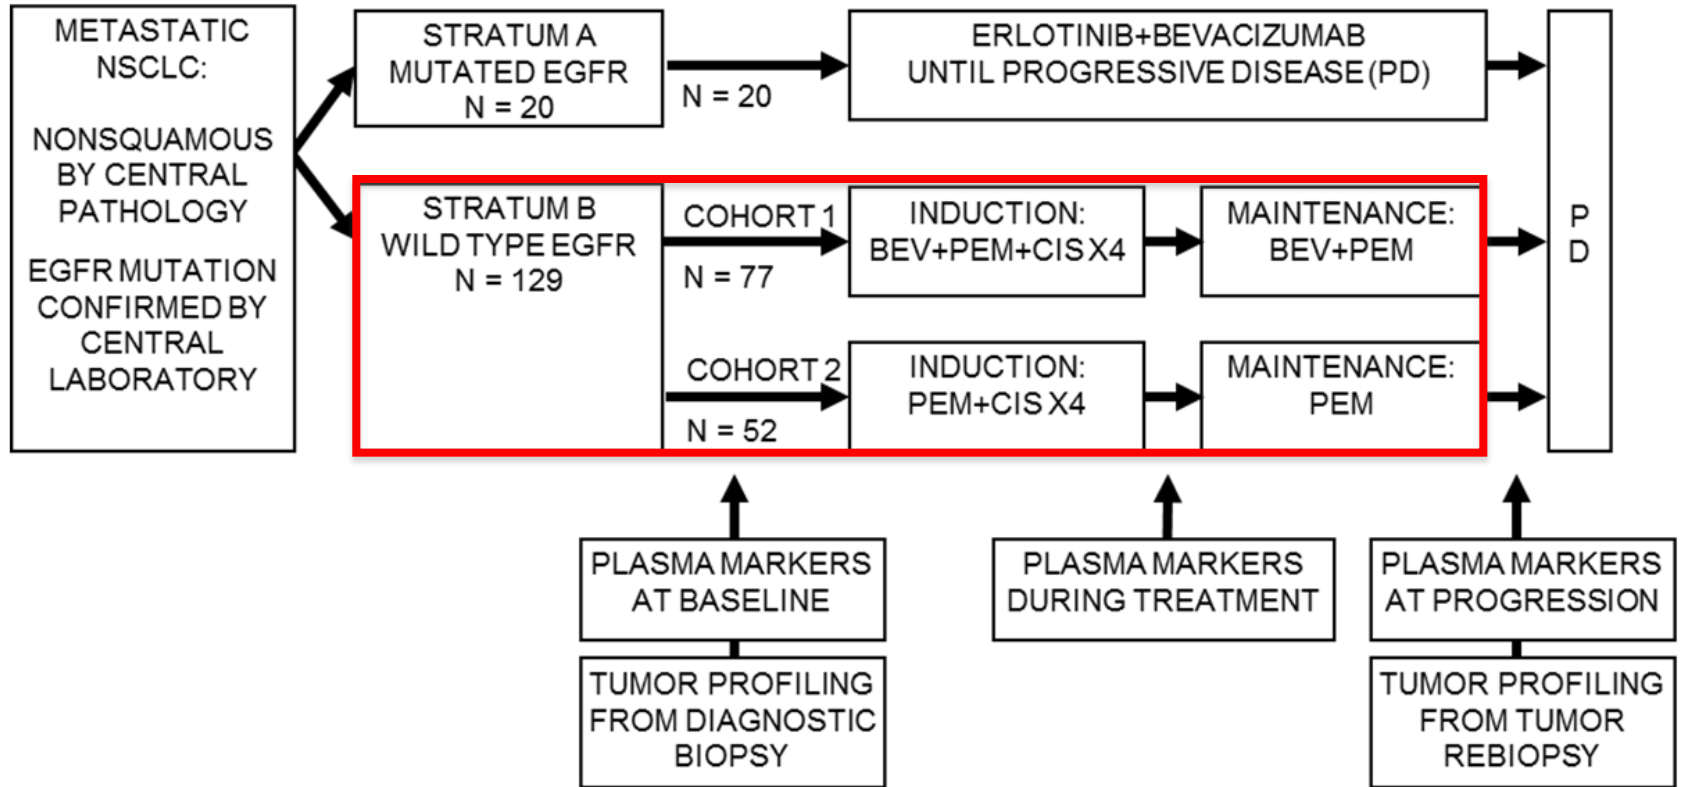 METASTATIC
NSCLC:
NONSQUAMOUS
BY CENTRAL
PATHOLOGY
EGFR MUTATION
CONFIRMED BY
CENTRAL
LABORATORY
STRATUM A
MUTATED EGFR
N = 20
N = 20
ERLOTINIB+BEVACIZUMAB
UNTIL PROGRESSIVE DISEASE (PD)
STRATUM B
WILD TYPE EGFR
N = 129
COHORT 1
N = 77
INDUCTION:
BEV+PEM+CIS X4
MAINTENANCE:
BEV+PEM
COHORT 2
N = 52
INDUCTION:
PEM+CIS X4
MAINTENANCE:
PEM
P
D
PLASMA MARKERS
AT BASELINE
TUMOR PROFILING
FROM DIAGNOSTIC
BIOPSY
PLASMA MARKERS
DURING TREATMENT
PLASMA MARKERS
AT PROGRESSION
TUMOR PROFILING
FROM TUMOR
REBIOPSY